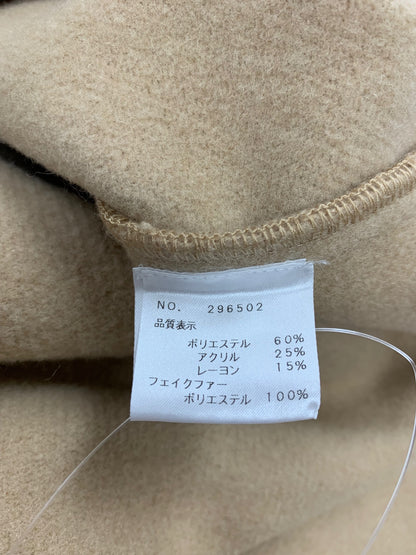 NO. 296502
品質表示
ポリエステル 60%
アクリル 25%
レーヨン 15%
フェイクファー
ポリエステル 100%